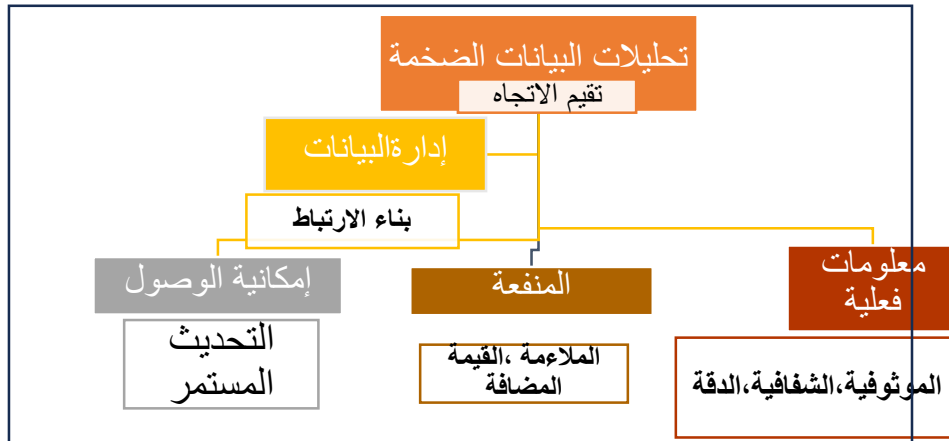 تحليلات البيانات الضخمة
تقيم الاتجاه
إدارةالبيانات
بناء الارتباط
معلومات
فعلية
المنفعة
إمكانية الوصول
الموثوفية،الشفافية،الدقة
الملاءمة ،القيمة
المضافة
التحديث
المستمر